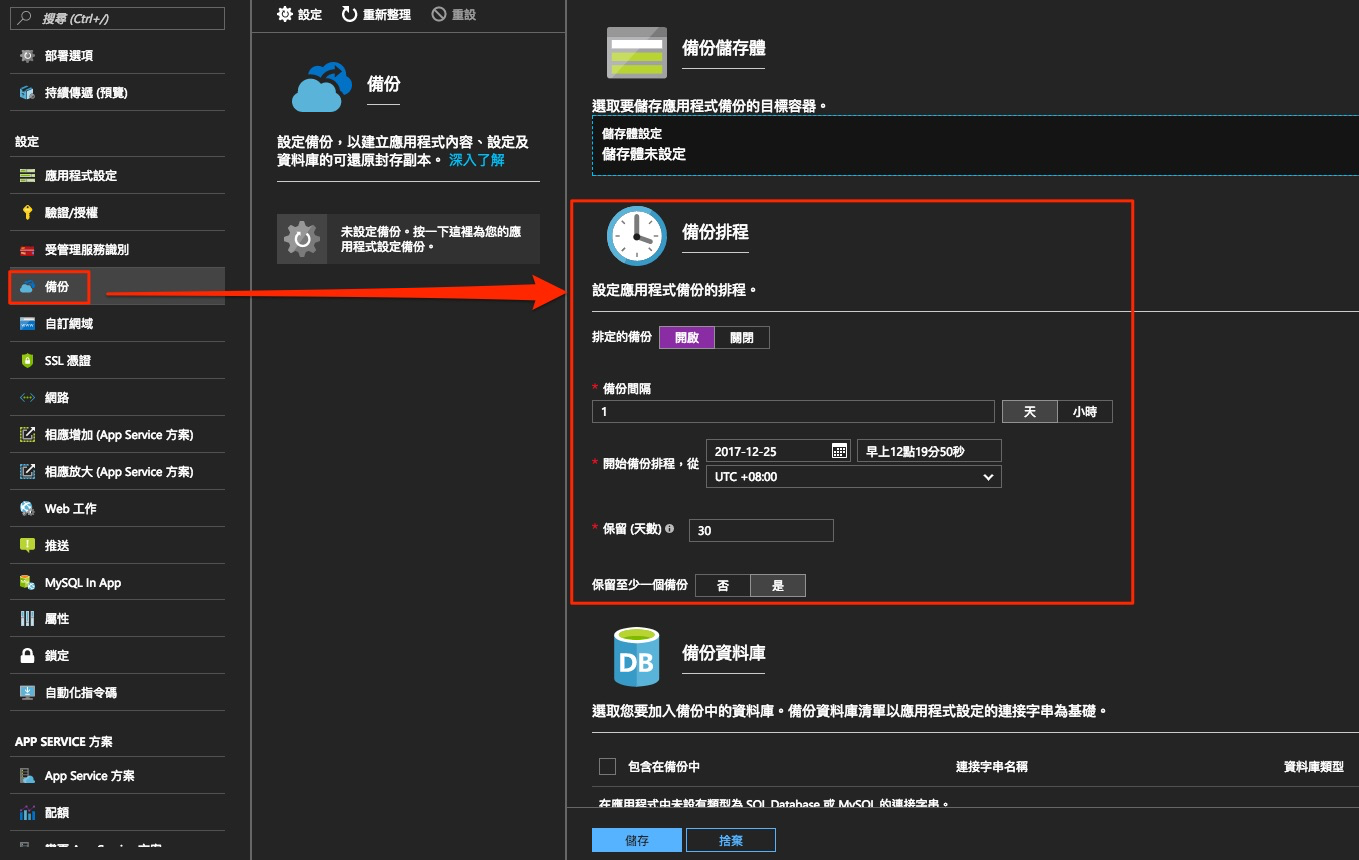 搜尋 (Ctrl+/)
部署選項
持續傳遞 (預覽)
設定
應用程式設定
驗證/授權
受管理服務識別
備份
自訂網域
SSL 憑證
網路
相應增加 (App Service 方案)
相應放大 (App Service 方案)
Web 工作
推送
MySQL In App
屬性
鎖定
自動化指令碼
APP SERVICE 方案
App Service 方案
配額
變更 App Service 方案
設定 重新整理 重設
備份
設定備份，以建立應用程式內容、設定及
資料庫的可還原封存副本。 深入了解
未設定備份。按一下這裡為您的應
用程式設定備份。
備份儲存體
選取要儲存應用程式備份的目標容器。
儲存體設定
儲存體未設定
備份排程
設定應用程式備份的排程。
排定的備份 開啟 關閉
* 備份間隔
1 天 小時
* 開始備份排程，從 2017-12-25 早上12點19分50秒
UTC +08:00
* 保留 (天數) 30
保留至少一個備份 否 是
DB
備份資料庫
選取您要加入備份中的資料庫。備份資料庫清單以應用程式設定的連接字串為基礎。
包含在備份中 連接字串名稱 資料庫類型
在應用程式中未設有類型為 SQL Database 或 MySQL 的連接字串。
儲存 捨棄